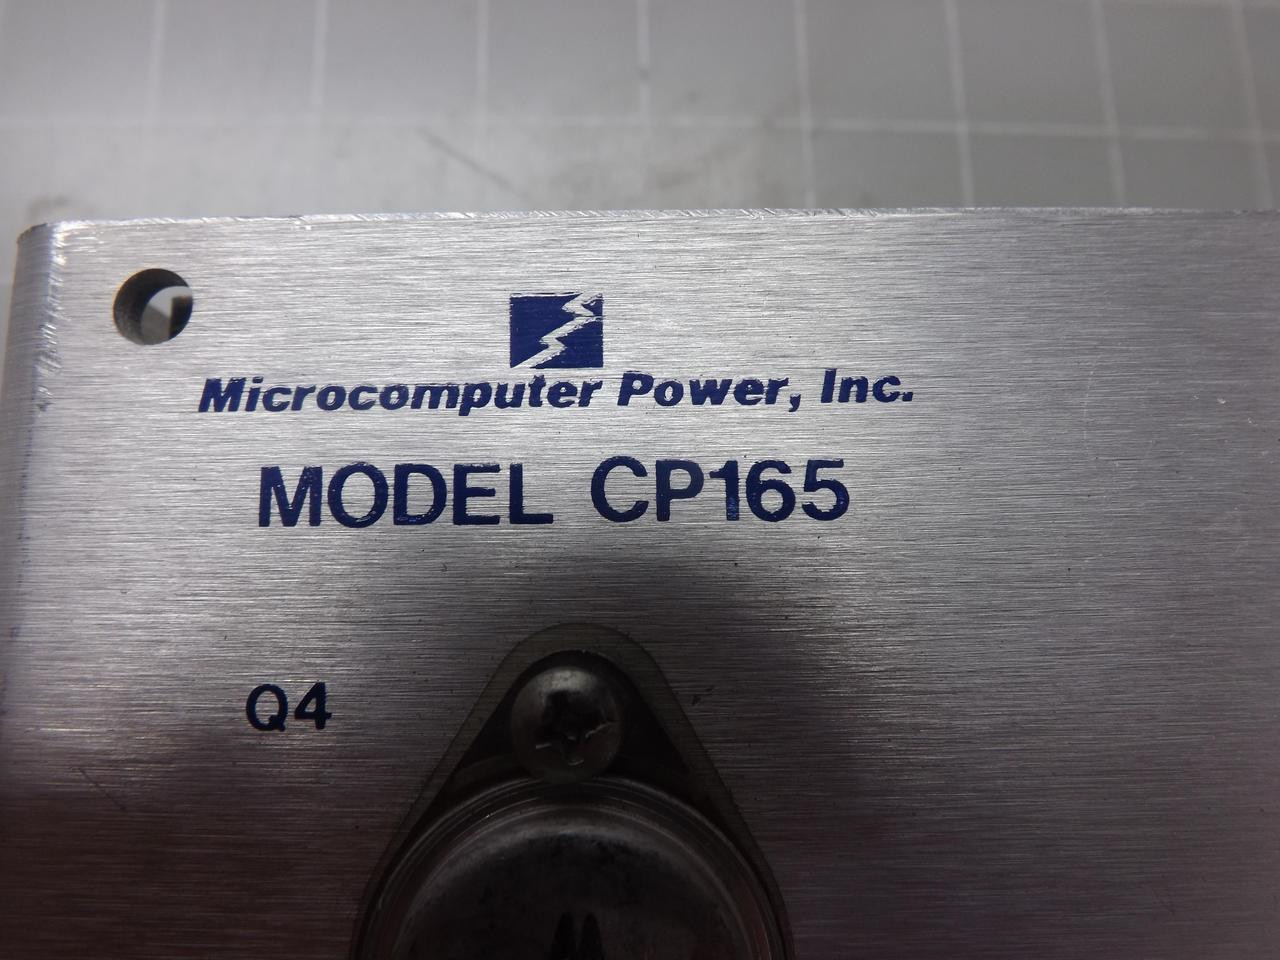 Microcomputer Power, Inc.
MODEL CP165
Q4